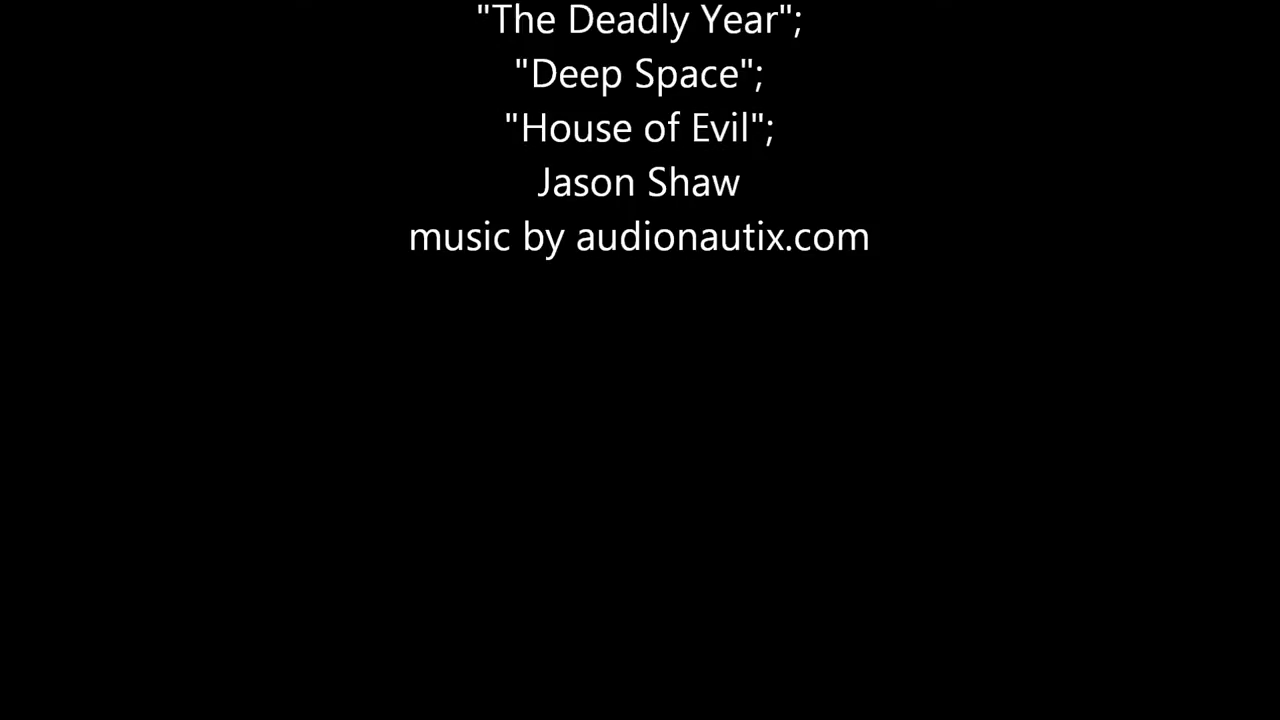 "The Deadly Year";
"Deep Space";
"House of Evil";
Jason Shaw
music by audionautix.com